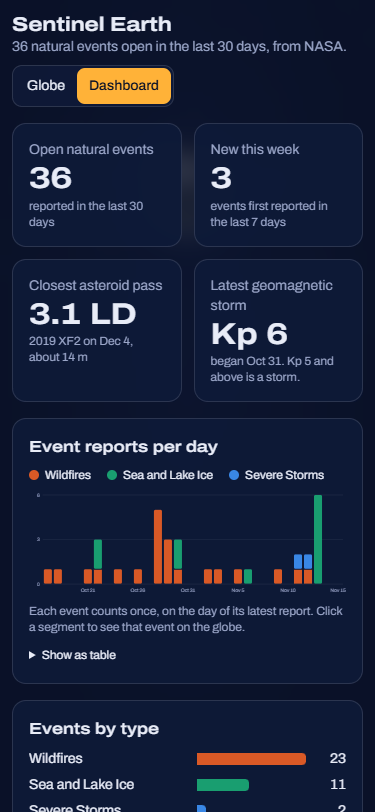 Sentinel Earth
36 natural events open in the last 30 days, from NASA.
Globe
Dashboard
Open natural events
36
reported in the last 30
days
New this week
3
events first reported in
the last 7 days
Closest asteroid pass
3.1 LD
2019 XF2 on Dec 4,
about 14 m
Latest geomagnetic
storm
Kp 6
began Oct 31. Kp 5 and
above is a storm.
Event reports per day
Wildfires
Sea and Lake Ice
Severe Storms
6
3
0
Oct 21
Oct 31
Nov 5
Nov 10
Nov 15
Each event counts once, on the day of its latest report. Click
a segment to see that event on the globe.
Show as table
Events by type
Wildfires
23
Sea and Lake Ice
11
Severe Storms
2